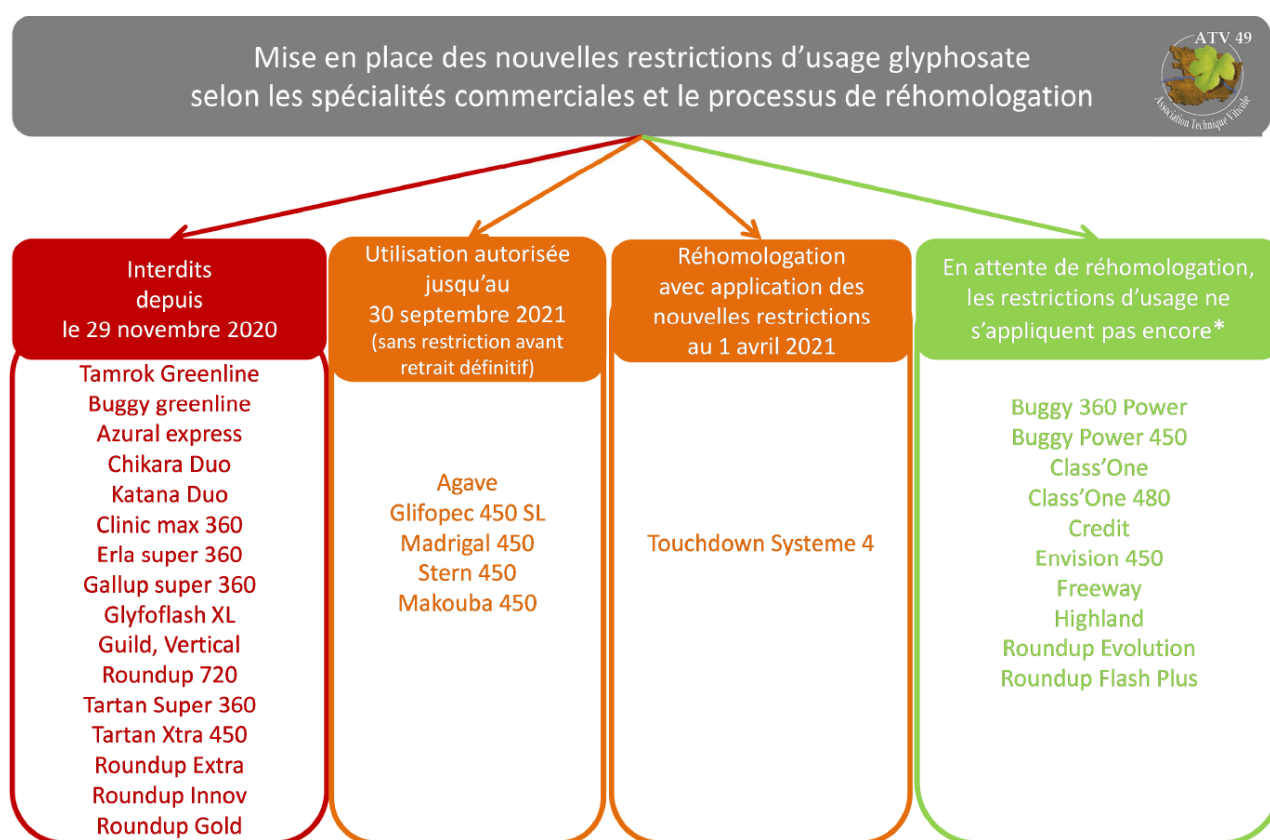 Mise en place des nouvelles restrictions d'usage glyphosate
selon les spécialités commerciales et le processus de réhomologation
ATV 49
Association Technique Viticole
Interdits
depuis
le 29 novembre 2020
Tamrok Greenline
Buggy greenline
Azural express
Chikara Duo
Katana Duo
Clinic max 360
Erla super 360
Gallup super 360
Glyfoflash XL
Guild, Vertical
Roundup 720
Tartan Super 360
Tartan Xtra 450
Roundup Extra
Roundup Innov
Roundup Gold
Utilisation autorisée
jusqu'au
30 septembre 2021
(sans restriction avant
retrait définitif)
Agave
Glifopec 450 SL
Madrigal 450
Stern 450
Makouba 450
Réhomologation
avec application des
nouvelles restrictions
au 1 avril 2021
Touchdown Systeme 4
En attente de réhomologation,
les restrictions d'usage ne
s'appliquent pas encore*
Buggy 360 Power
Buggy Power 450
Class'One
Class'One 480
Credit
Envision 450
Freeway
Highland
Roundup Evolution
Roundup Flash Plus